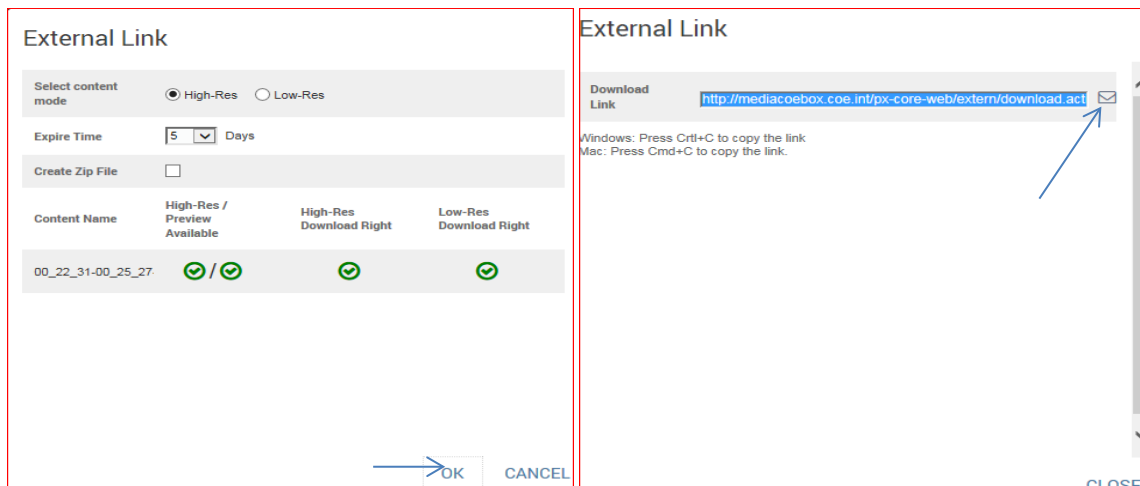 External Link
Select content
mode
High-Res Low-Res
Expire Time
5 Days
Create Zip File
Content Name
High-Res /
Preview
Available
High-Res
Download Right
Low-Res
Download Right
00_22_31-00_25_27-
/
OK CANCEL
External Link
Download
Link
http://mediacoebox.coe.int/px-core-web/extern/download.act
Windows: Press Crtl+C to copy the link
Mac: Press Cmd+C to copy the link.
CLOSE